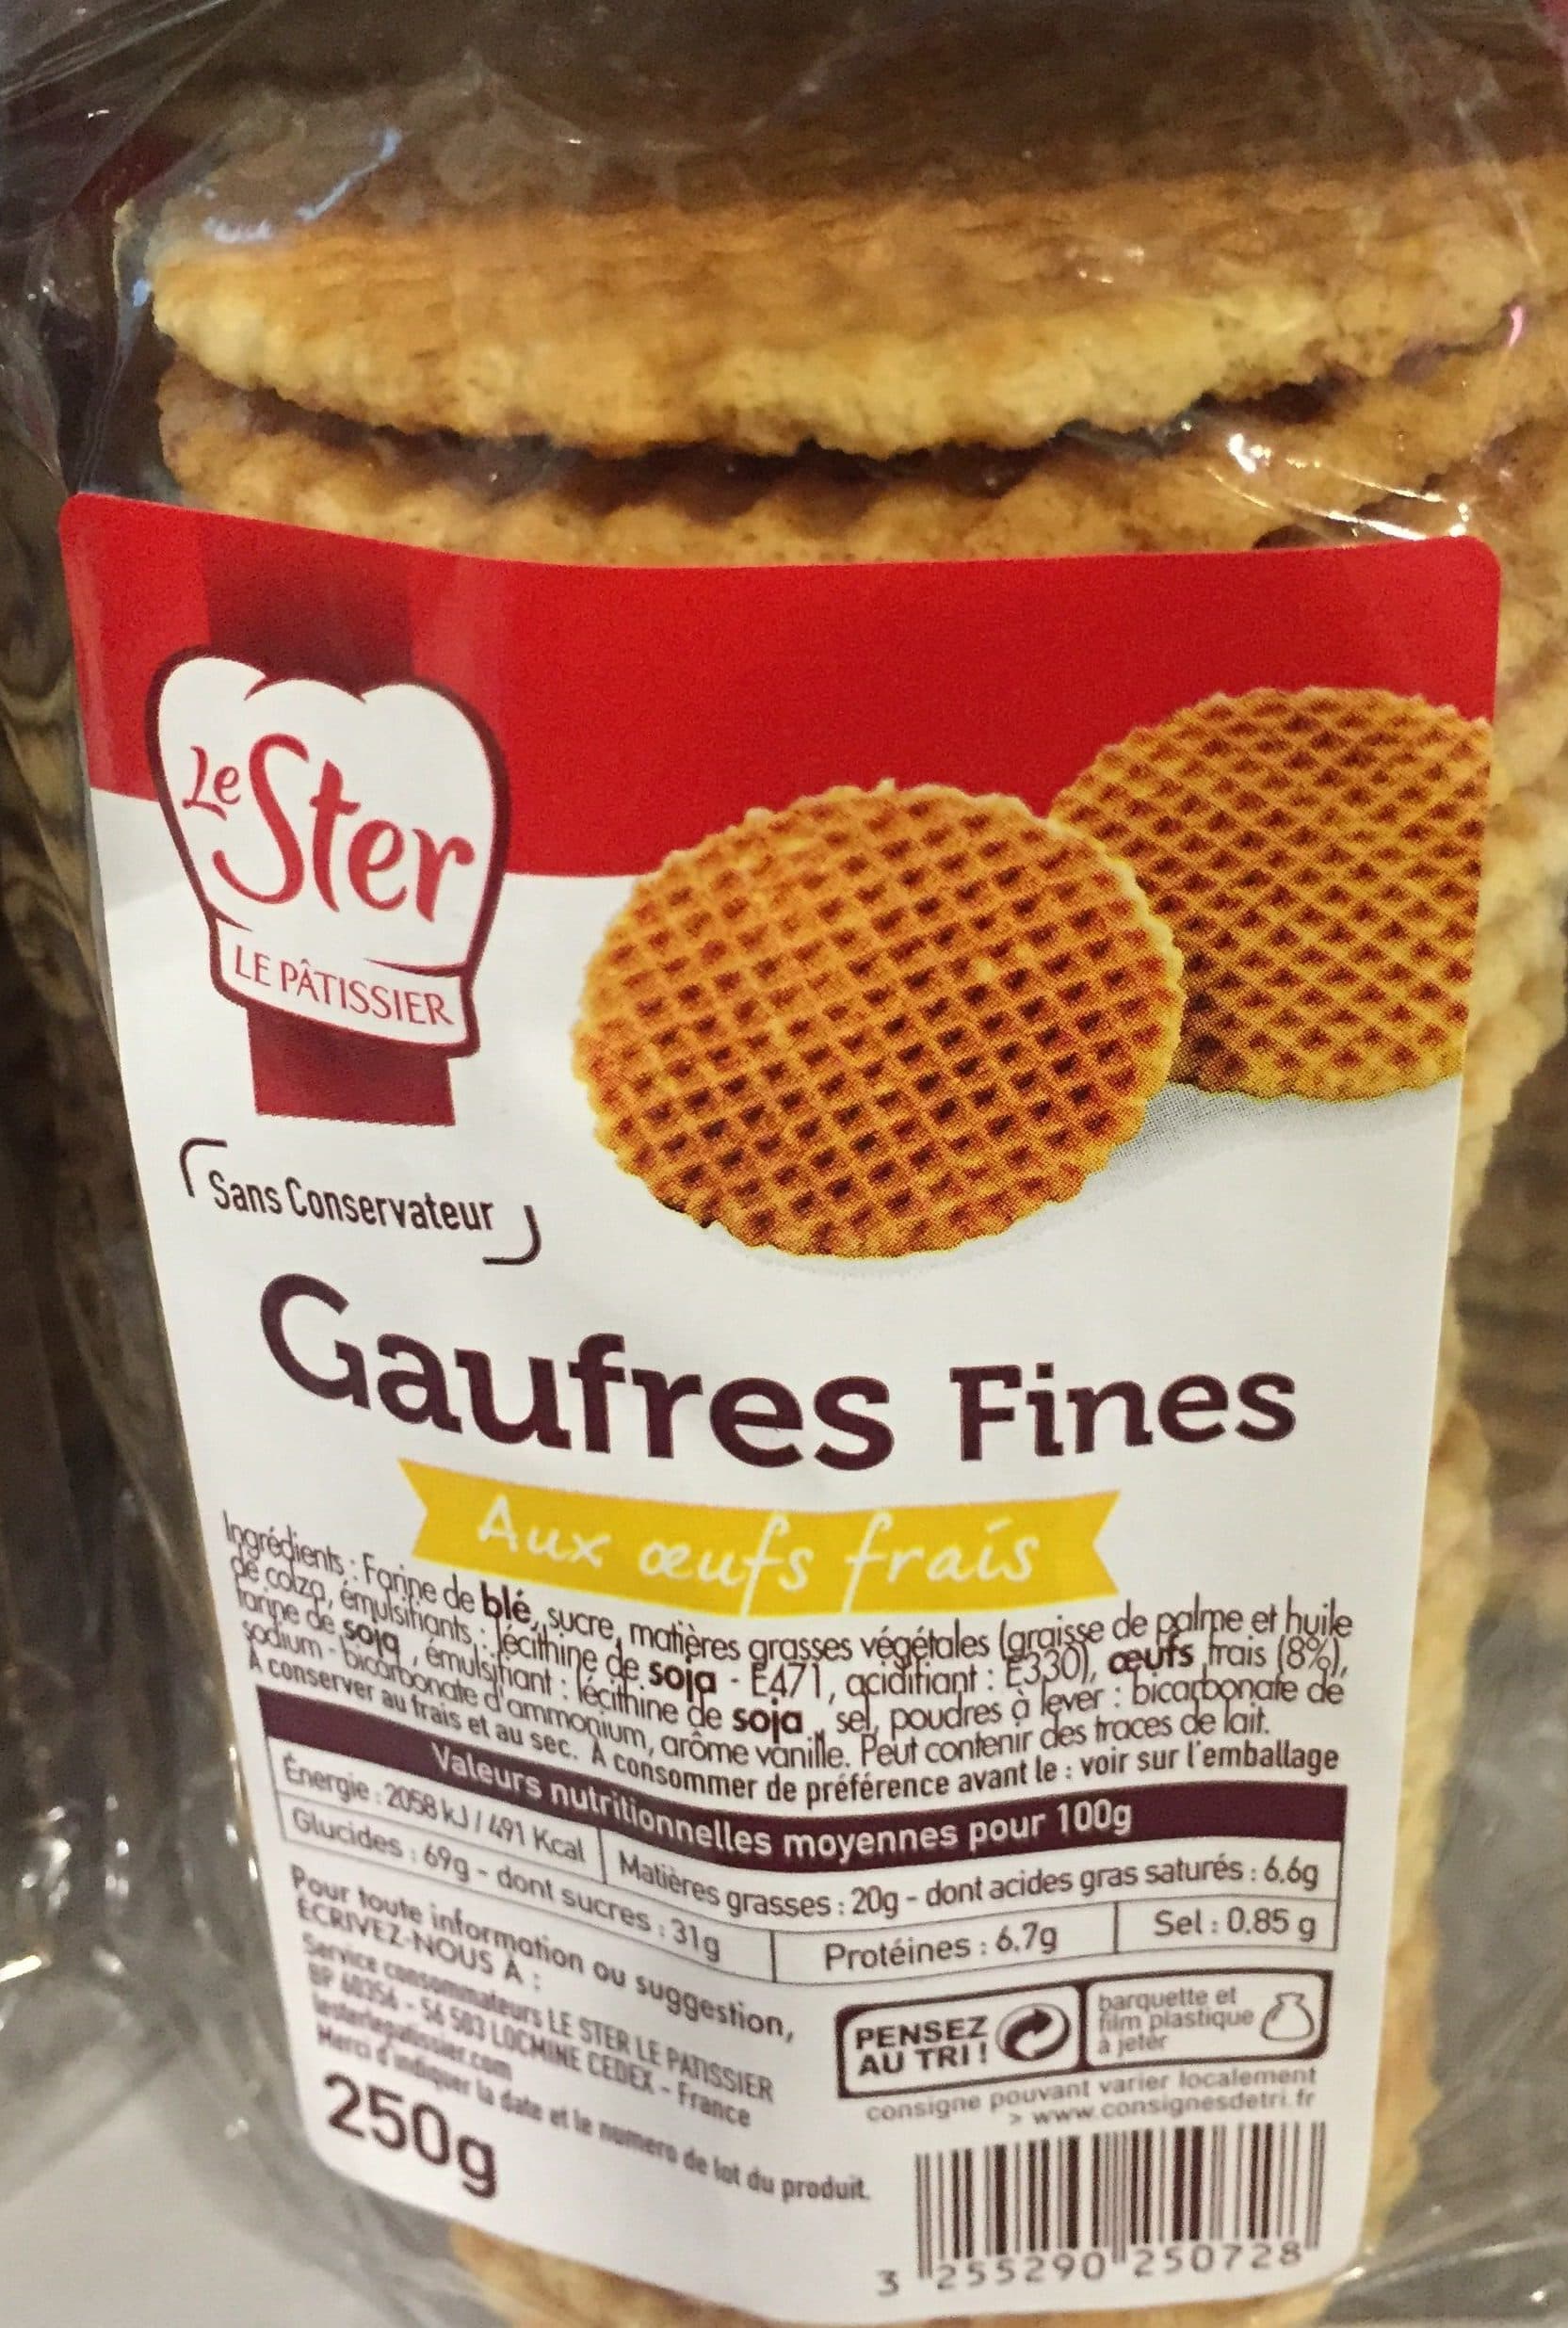 Le Ster
LE PÂTISSIER
Sans Conservateur
Gaufres Fines
Aux œufs frais
Ingrédients : Farine de blé, sucre, matières grasses végétales (graisse de palme et huile
de colza, émulsifiants : lécithine de soja - E471, acidifiant : E330), œufs frais (8%),
farine de soja, émulsifiant : lécithine de soja, sel, poudres à lever : bicarbonate de
sodium - bicarbonate d'ammonium, arôme vanille. Peut contenir des traces de lait.
A conserver au frais et au sec. A consommer de préférence avant le : voir sur l'emballage
Valeurs nutritionnelles moyennes pour 100g
Énergie : 2058 kJ / 491 Kcal Matières grasses : 20g - dont acides gras saturés : 6,6g
Glucides : 69g - dont sucres : 31g Protéines : 6.7g Sel : 0.85 g
Pour toute information ou suggestion,
ÉCRIVEZ-NOUS À :
Service consommateurs LE STER LE PATISSIER
BP 60356 - 56 503 LOCMINE CEDEX - France
lesterlepatissier.com
Merci d'indiquer la date et le numero de lot du produit.
250g
PENSEZ
AU TRI !
barquette et
film plastique
à jeter
consigne pouvant varier localement
> www.consignesdetri.fr
3 255290 250728